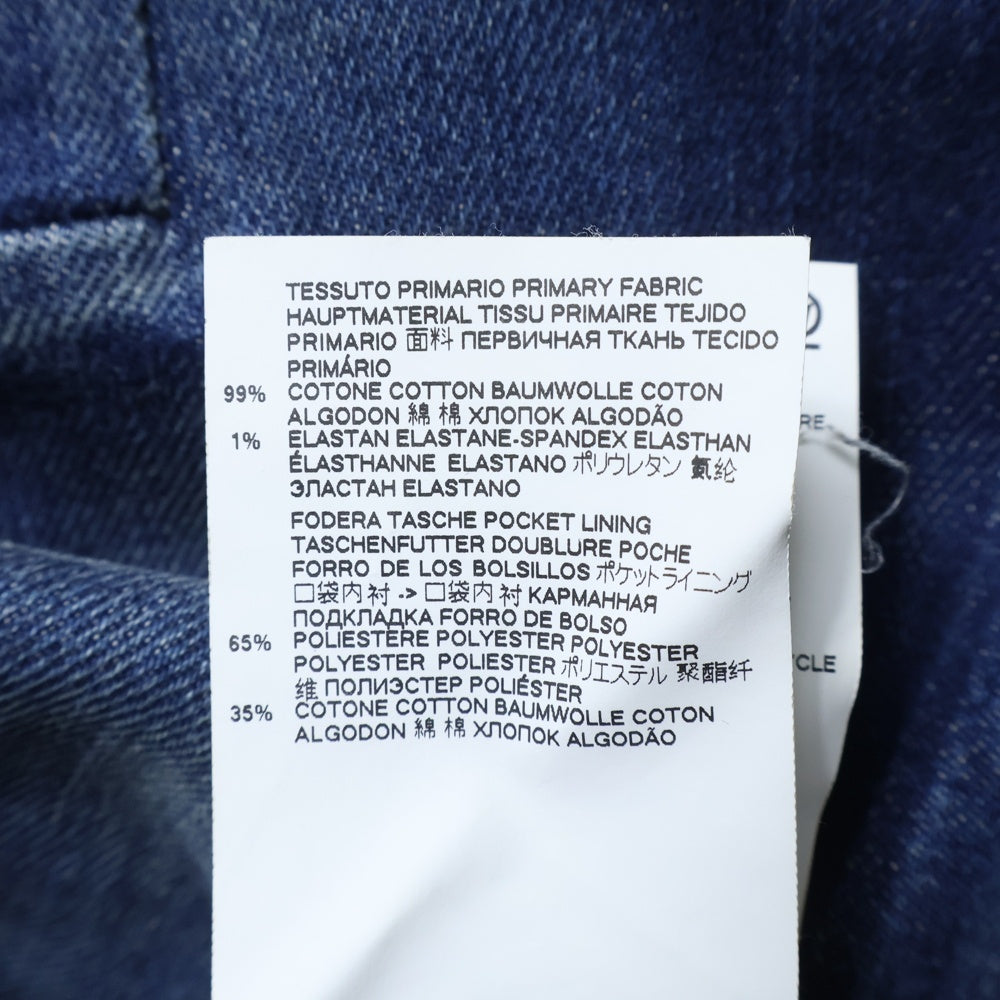 TESSUTO PRIMARIO PRIMARY FABRIC
HAUPTMATERIAL TISSU PRIMAIRE TEJIDO
PRIMARIO 面料 ПЕРВИЧНАЯ ТКАНЬ TECIDO
PRIMÁRIO
99% COTONE COTTON BAUMWOLLE COTON
ALGODON 綿 棉 ХЛОПОК ALGODÃO
1% ELASTAN ELASTANE-SPANDEX ELASTHAN
ÉLASTHANNE ELASTANO ポリウレタン 氨纶
ЭЛАСТАН ELASTANO
FODERA TASCHE POCKET LINING
TASCHENFUTTER DOUBLURE POCHE
FORRO DE LOS BOLSILLOS ポケットライニング
口袋内衬 -> 口袋内衬 КАРМАННАЯ
ПОДКЛАДКА FORRO DE BOLSO
65% POLIESTERE POLYESTER POLYESTER
POLYESTER POLIESTER ポリエステル 聚酯纤
维 ПОЛИЭСТЕР POLIÉSTER
35% COTONE COTTON BAUMWOLLE COTON
ALGODON 綿 棉 ХЛОПОК ALGODÃO